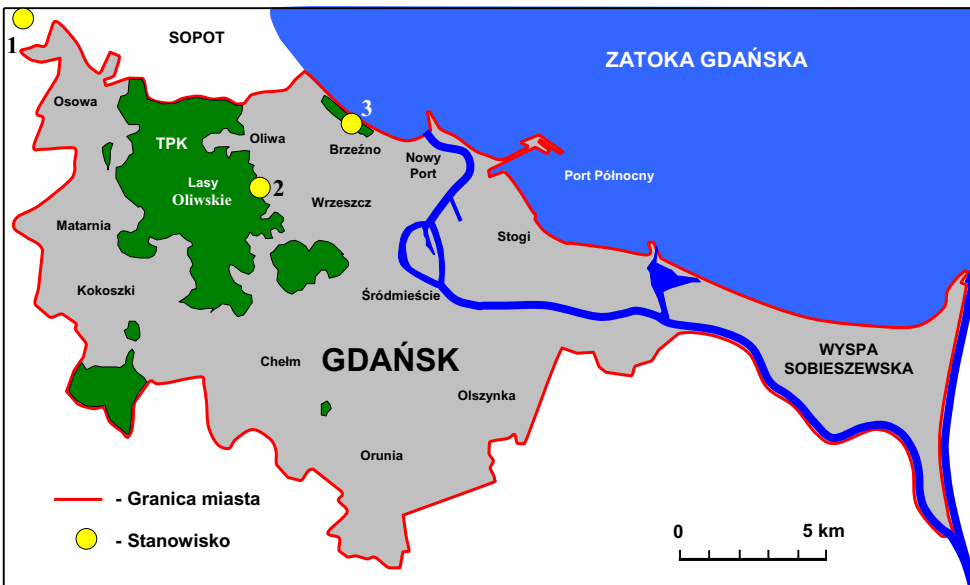 1
SOPOT
ZATOKA GDAŃSKA
Osowa
3
TPK
Oliwa
Brzeźno
Nowy
Port
Port Północny
Lasy
Oliwskie
2
Wrzeszcz
Matarnia
Stogi
Kokoszki
Śródmieście
Chełm
GDAŃSK
WYSPA
SOBIESZEWSKA
Olszynka
Orunia
- Granica miasta
- Stanowisko
0 5 km